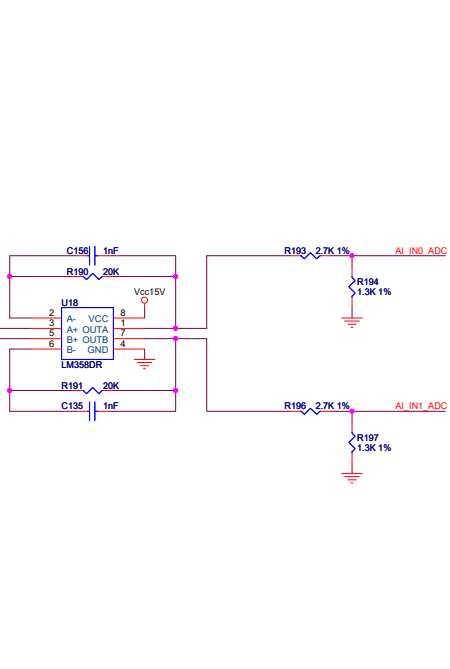 C156 1nF
R193 2.7K 1% AI_IN0_ADC
R190 20K
R194
1.3K 1%
Vcc15V
U18
2 A- VCC 8
3 A+ OUTA 1
5 B+ OUTB 7
6 B- GND 4
LM358DR
R191 20K
C135 1nF
R196 2.7K 1% AI_IN1_ADC
R197
1.3K 1%